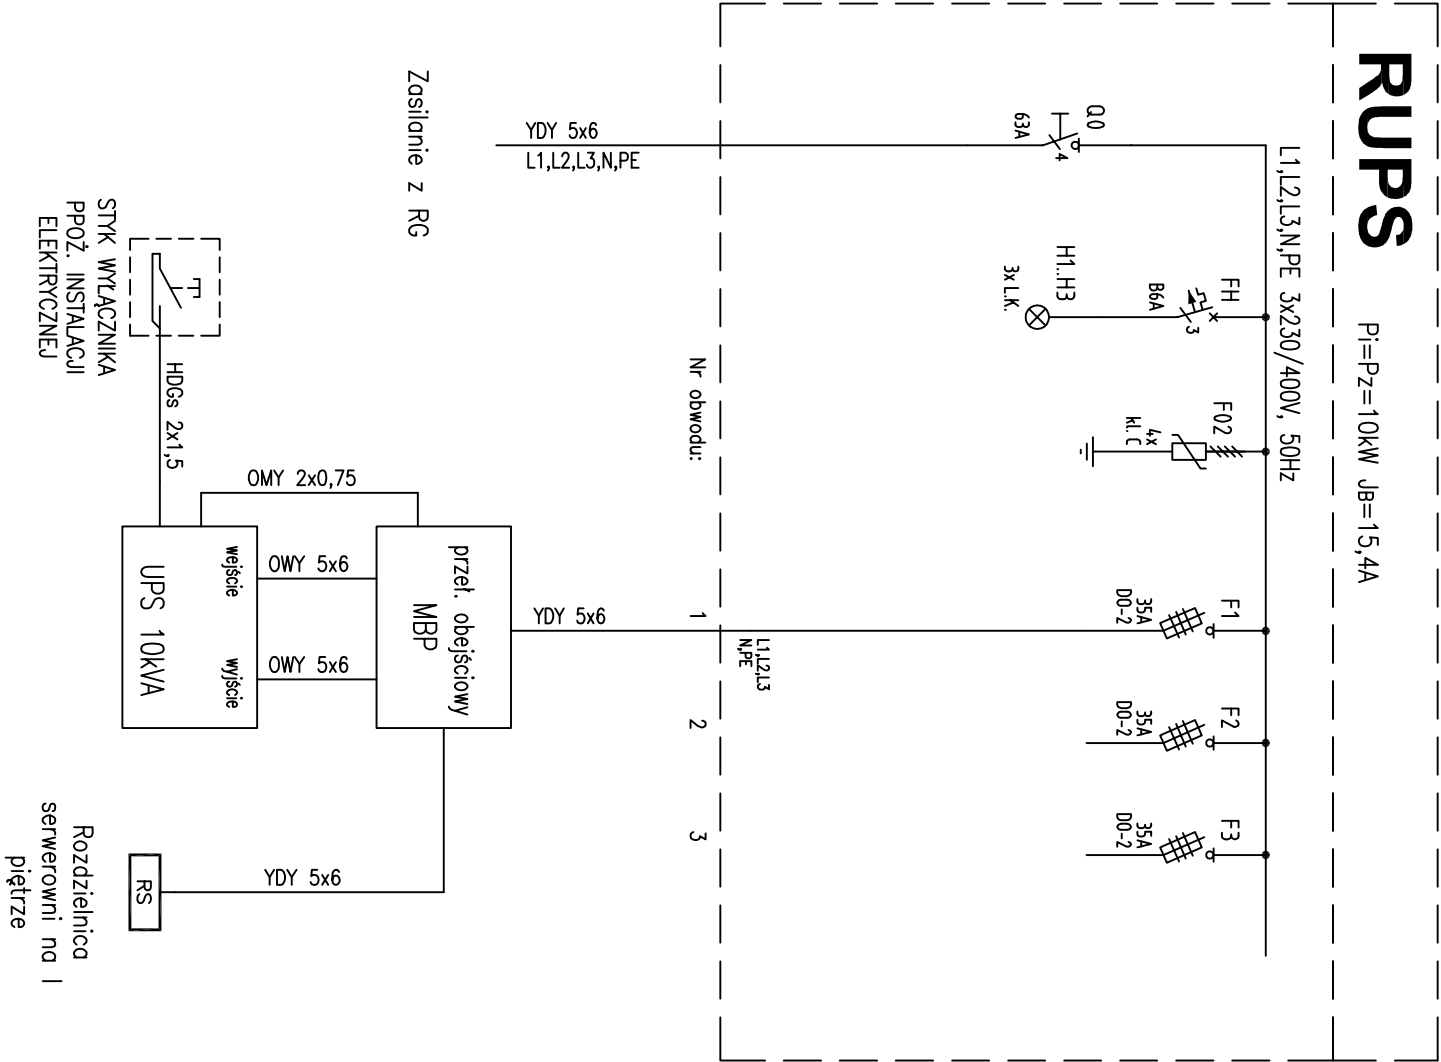 RUPS
Pi=Pz=10kW JB=15,4A
L1,L2,L3,N,PE 3x230/400V, 50Hz
Q0
63A
4
FH
B6A
3
H1..H3
3x L.K.
F02
4x
kl. C
F1
35A
D0-2
F2
35A
D0-2
F3
35A
D0-2
L1,L2,L3
N,PE
Nr obwodu:
1
2
3
YDY 5x6
L1,L2,L3,N,PE
Zasilanie z RG
YDY 5x6
przeł. obejściowy
MBP
OMY 2x0,75
OWY 5x6
OWY 5x6
wejście
wyjście
UPS 10kVA
HDGs 2x1,5
STYK WYŁĄCZNIKA
PPOŻ. INSTALACJI
ELEKTRYCZNEJ
YDY 5x6
RS
Rozdzielnica
serwerowni na I
piętrze